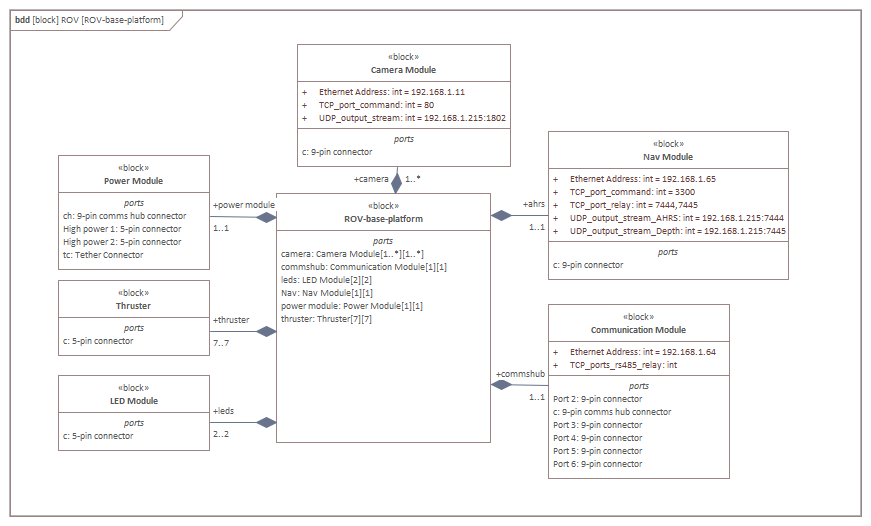 bdd [block] ROV [ROV-base-platform]
«block»
Camera Module
+ Ethernet Address: int = 192.168.1.11
+ TCP_port_command: int = 80
+ UDP_output_stream: int = 192.168.1.215:1802
ports
c: 9-pin connector
+camera 1..*
«block»
Nav Module
+ Ethernet Address: int = 192.168.1.65
+ TCP_port_command: int = 3300
+ TCP_port_relay: int = 7444,7445
+ UDP_output_stream_AHRS: int = 192.168.1.215:7444
+ UDP_output_stream_Depth: int = 192.168.1.215:7445
ports
c: 9-pin connector
+ahrs
1..1
«block»
Power Module
ports
ch: 9-pin comms hub connector
High power 1: 5-pin connector
High power 2: 5-pin connector
tc: Tether Connector
+power module
1..1
«block»
ROV-base-platform
ports
camera: Camera Module[1..*][1..*]
commshub: Communication Module[1][1]
leds: LED Module[2][2]
Nav: Nav Module[1][1]
power module: Power Module[1][1]
thruster: Thruster[7][7]
«block»
Thruster
ports
c: 5-pin connector
+thruster
7..7
«block»
LED Module
ports
c: 5-pin connector
+leds
2..2
«block»
Communication Module
+ Ethernet Address: int = 192.168.1.64
+ TCP_ports_rs485_relay: int
ports
Port 2: 9-pin connector
c: 9-pin comms hub connector
Port 3: 9-pin connector
Port 4: 9-pin connector
Port 5: 9-pin connector
Port 6: 9-pin connector
+commshub
1..1